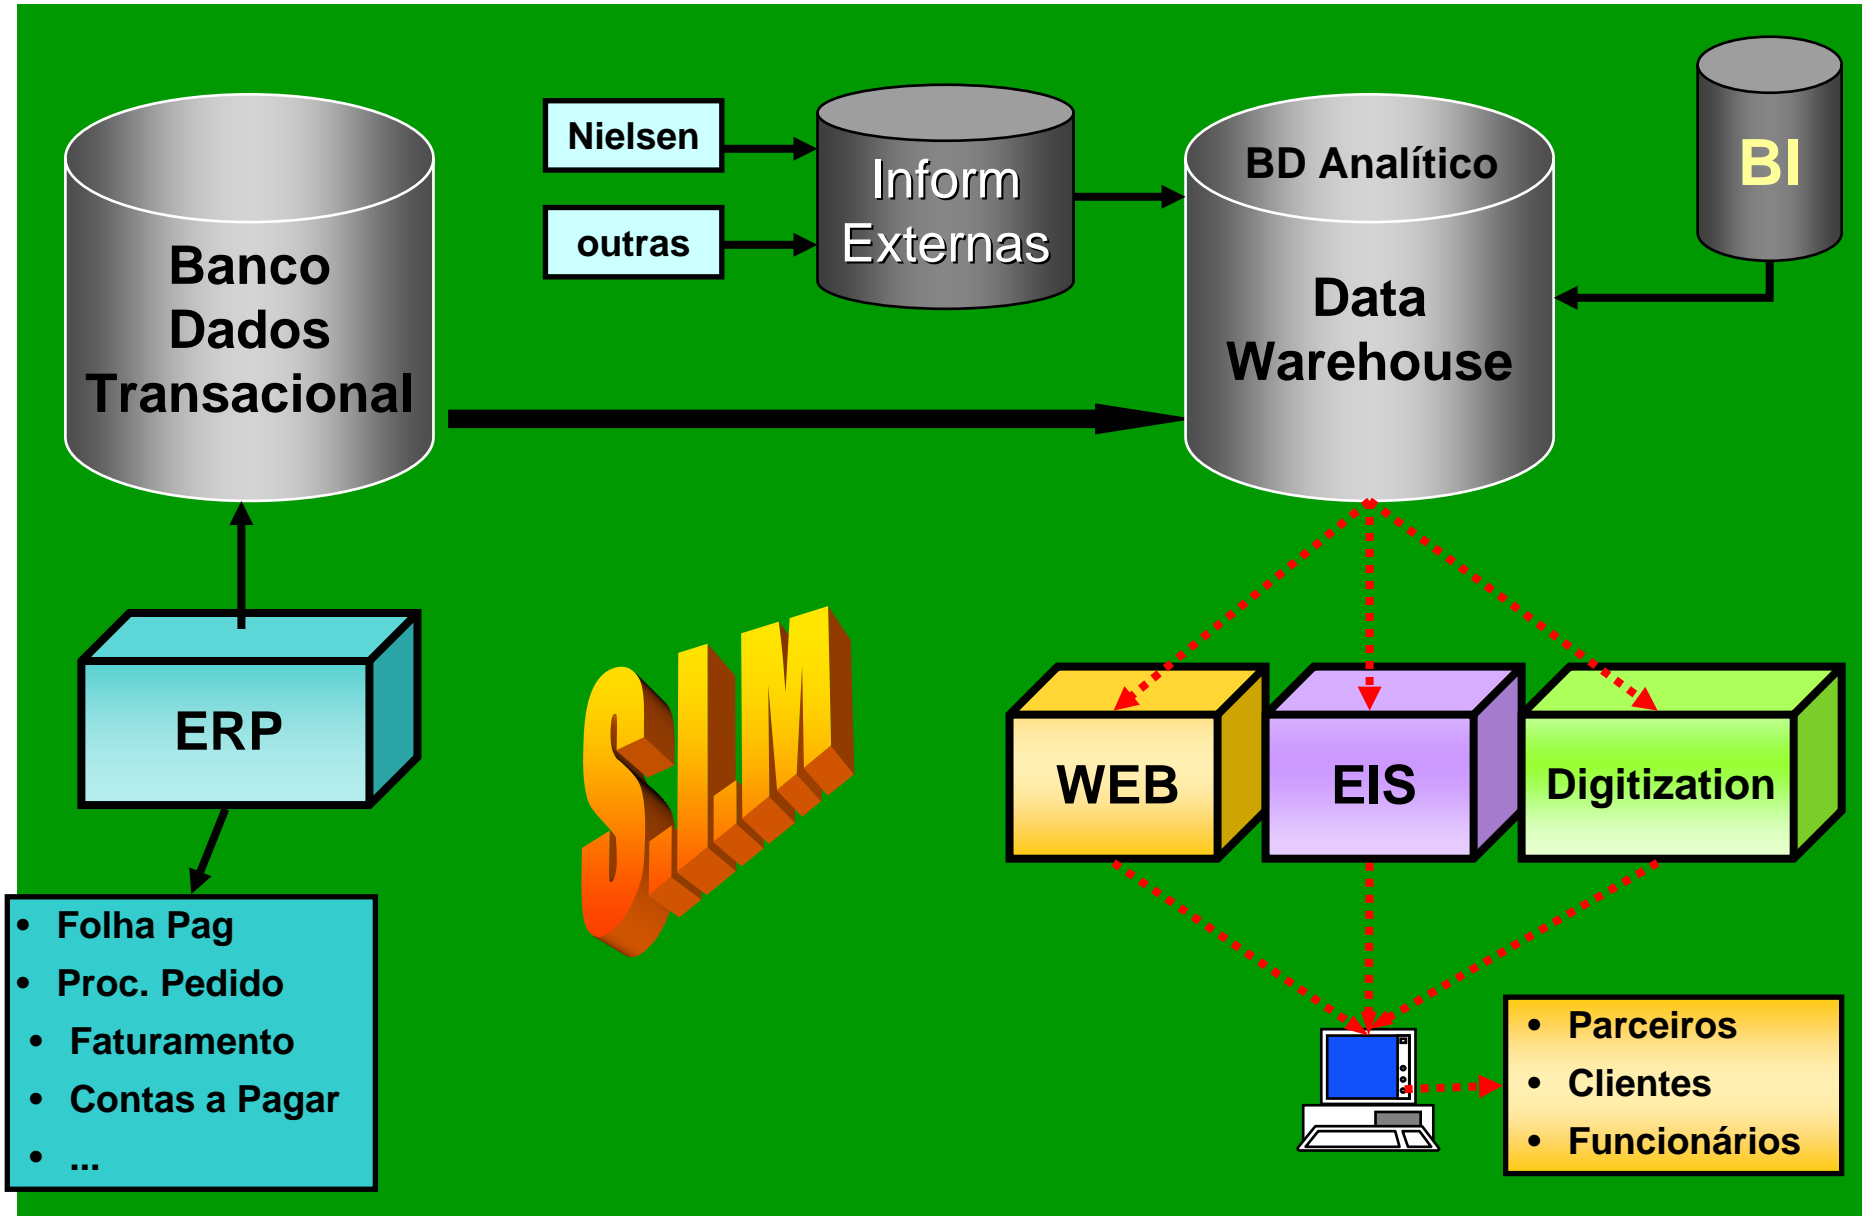 Banco
Dados
Transacional
Nielsen
outras
Inform
Externas
BD Analítico
Data
Warehouse
BI
ERP
S.I.M.
WEB
EIS
Digitization
• Folha Pag
• Proc. Pedido
• Faturamento
• Contas a Pagar
• ...
• Parceiros
• Clientes
• Funcionários